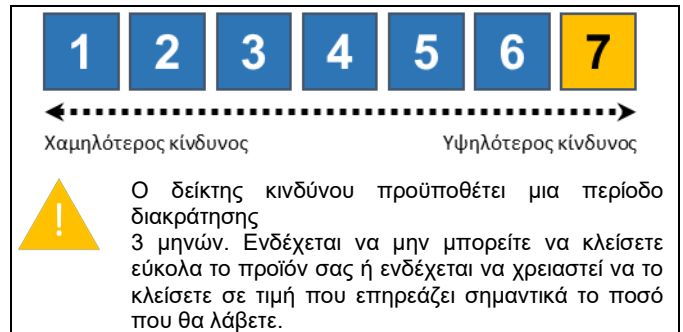 1 2 3 4 5 6 7
Χαμηλότερος κίνδυνος Υψηλότερος κίνδυνος
Ο δείκτης κινδύνου προϋποθέτει μια περίοδο
διακράτησης
3 μηνών. Ενδέχεται να μην μπορείτε να κλείσετε
εύκολα το προϊόν σας ή ενδέχεται να χρειαστεί να το
κλείσετε σε τιμή που επηρεάζει σημαντικά το ποσό
που θα λάβετε.